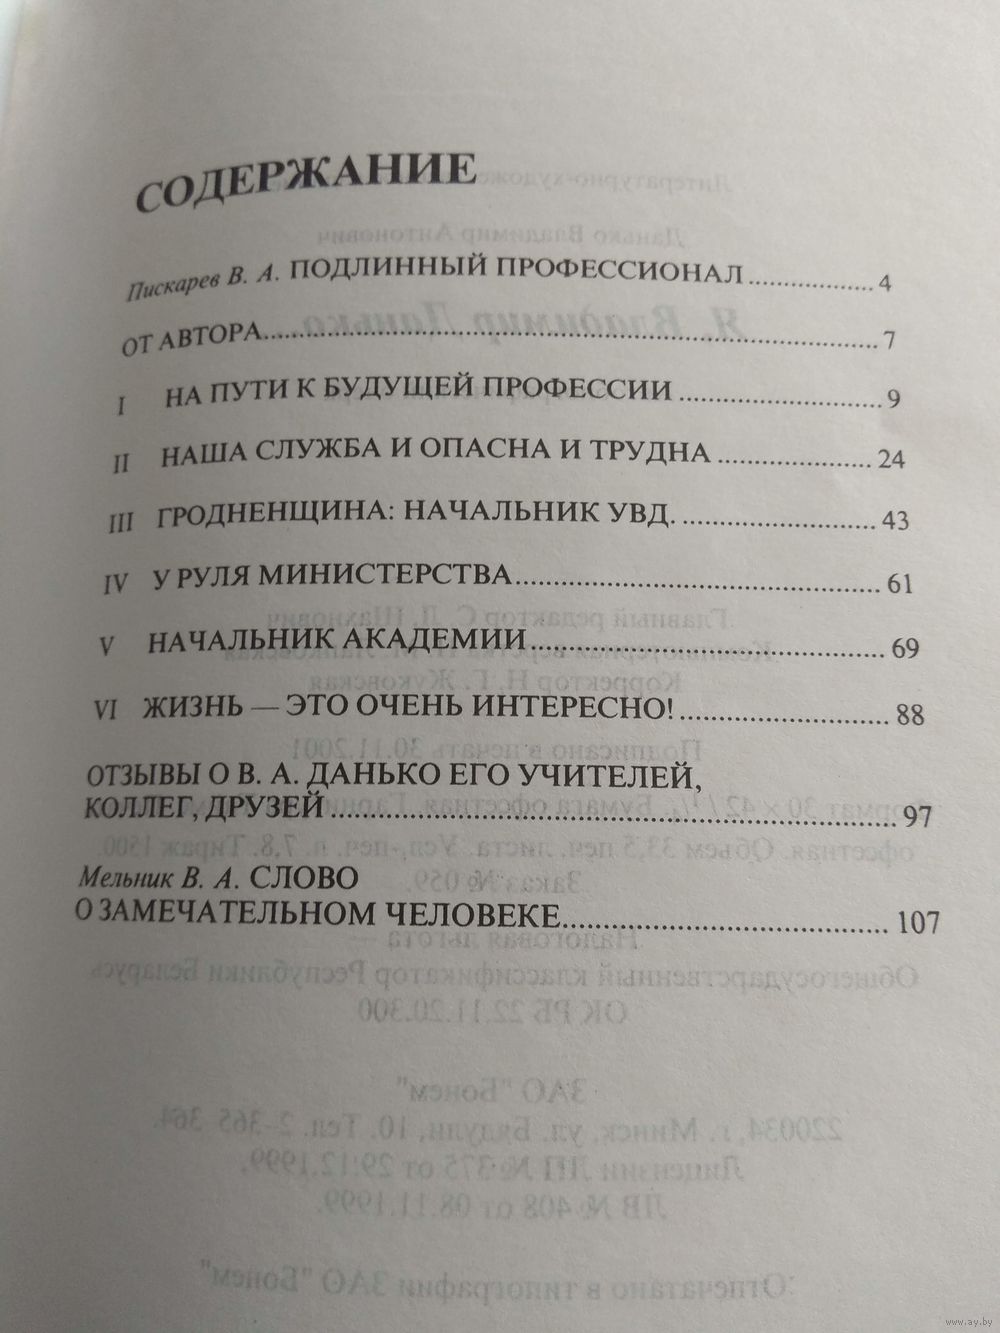 СОДЕРЖАНИЕ
Пискарев В. А. ПОДЛИННЫЙ ПРОФЕССИОНАЛ 4
ОТ АВТОРА 7
I НА ПУТИ К БУДУЩЕЙ ПРОФЕССИИ 9
II НАША СЛУЖБА И ОПАСНА И ТРУДНА 24
III ГРОДНЕНЩИНА: НАЧАЛЬНИК УВД. 43
IV У РУЛЯ МИНИСТЕРСТВА 61
V НАЧАЛЬНИК АКАДЕМИИ 69
VI ЖИЗНЬ — ЭТО ОЧЕНЬ ИНТЕРЕСНО! 88
ОТЗЫВЫ О В. А. ДАНЬКО ЕГО УЧИТЕЛЕЙ,
КОЛЛЕГ, ДРУЗЕЙ 97
Мельник В. А. СЛОВО
О ЗАМЕЧАТЕЛЬНОМ ЧЕЛОВЕКЕ 107
www.ay.by